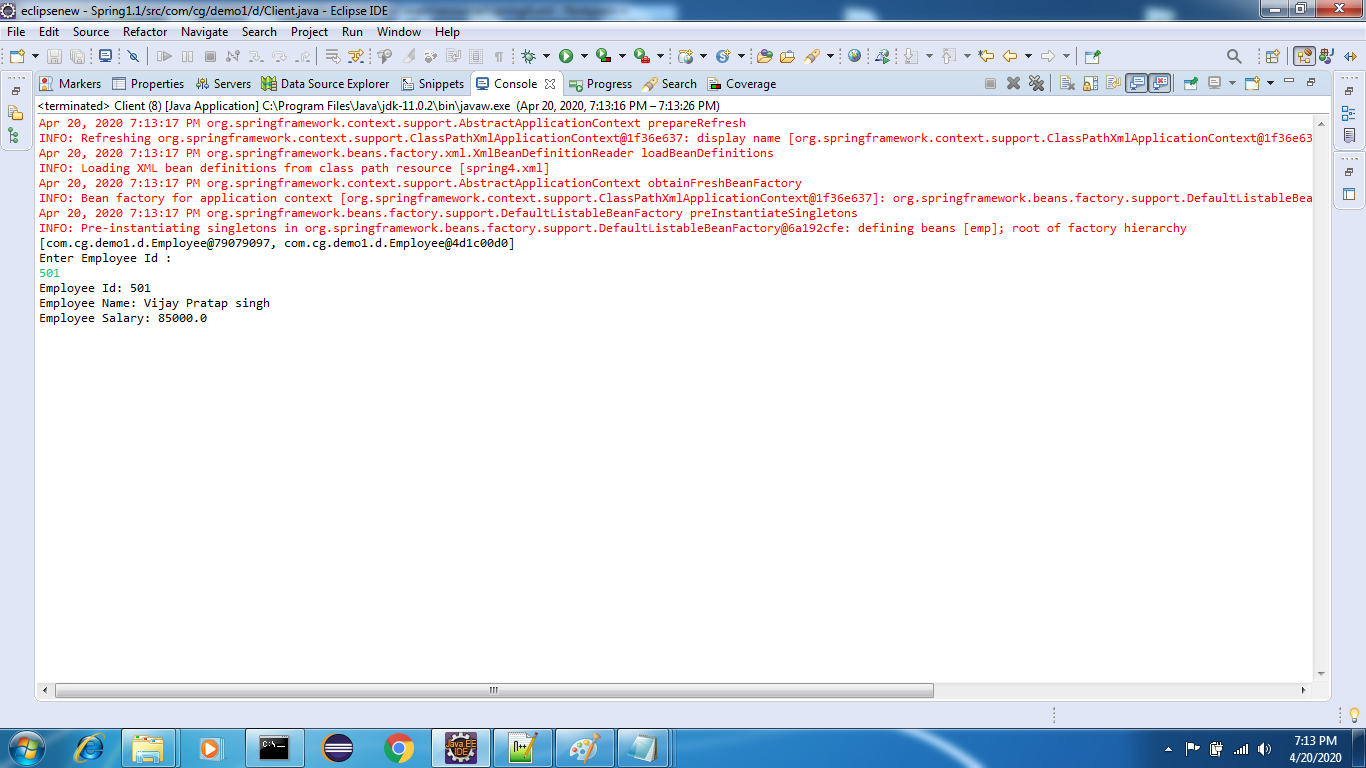 eclipsenew - Spring1.1/src/com/cg/demo1/d/Client.java - Eclipse IDE
File Edit Source Refactor Navigate Search Project Run Window Help
Markers Properties Servers Data Source Explorer Snippets Console Progress Search Coverage
<terminated> Client (8) [Java Application] C:\Program Files\Java\jdk-11.0.2\bin\javaw.exe (Apr 20, 2020, 7:13:16 PM – 7:13:26 PM)
Apr 20, 2020 7:13:17 PM org.springframework.context.support.AbstractApplicationContext prepareRefresh
INFO: Refreshing org.springframework.context.support.ClassPathXmlApplicationContext@1f36e637: display name [org.springframework.context.support.ClassPathXmlApplicationContext@1f36e63
Apr 20, 2020 7:13:17 PM org.springframework.beans.factory.xml.XmlBeanDefinitionReader loadBeanDefinitions
INFO: Loading XML bean definitions from class path resource [spring4.xml]
Apr 20, 2020 7:13:17 PM org.springframework.context.support.AbstractApplicationContext obtainFreshBeanFactory
INFO: Bean factory for application context [org.springframework.context.support.ClassPathXmlApplicationContext@1f36e637]: org.springframework.beans.factory.support.DefaultListableBea
Apr 20, 2020 7:13:17 PM org.springframework.beans.factory.support.DefaultListableBeanFactory preInstantiateSingletons
INFO: Pre-instantiating singletons in org.springframework.beans.factory.support.DefaultListableBeanFactory@6a192cfe: defining beans [emp]; root of factory hierarchy
[com.cg.demo1.d.Employee@79079097, com.cg.demo1.d.Employee@4d1c00d0]
Enter Employee Id :
501
Employee Id: 501
Employee Name: Vijay Pratap singh
Employee Salary: 85000.0
Java EE
IDE
7:13 PM
4/20/2020